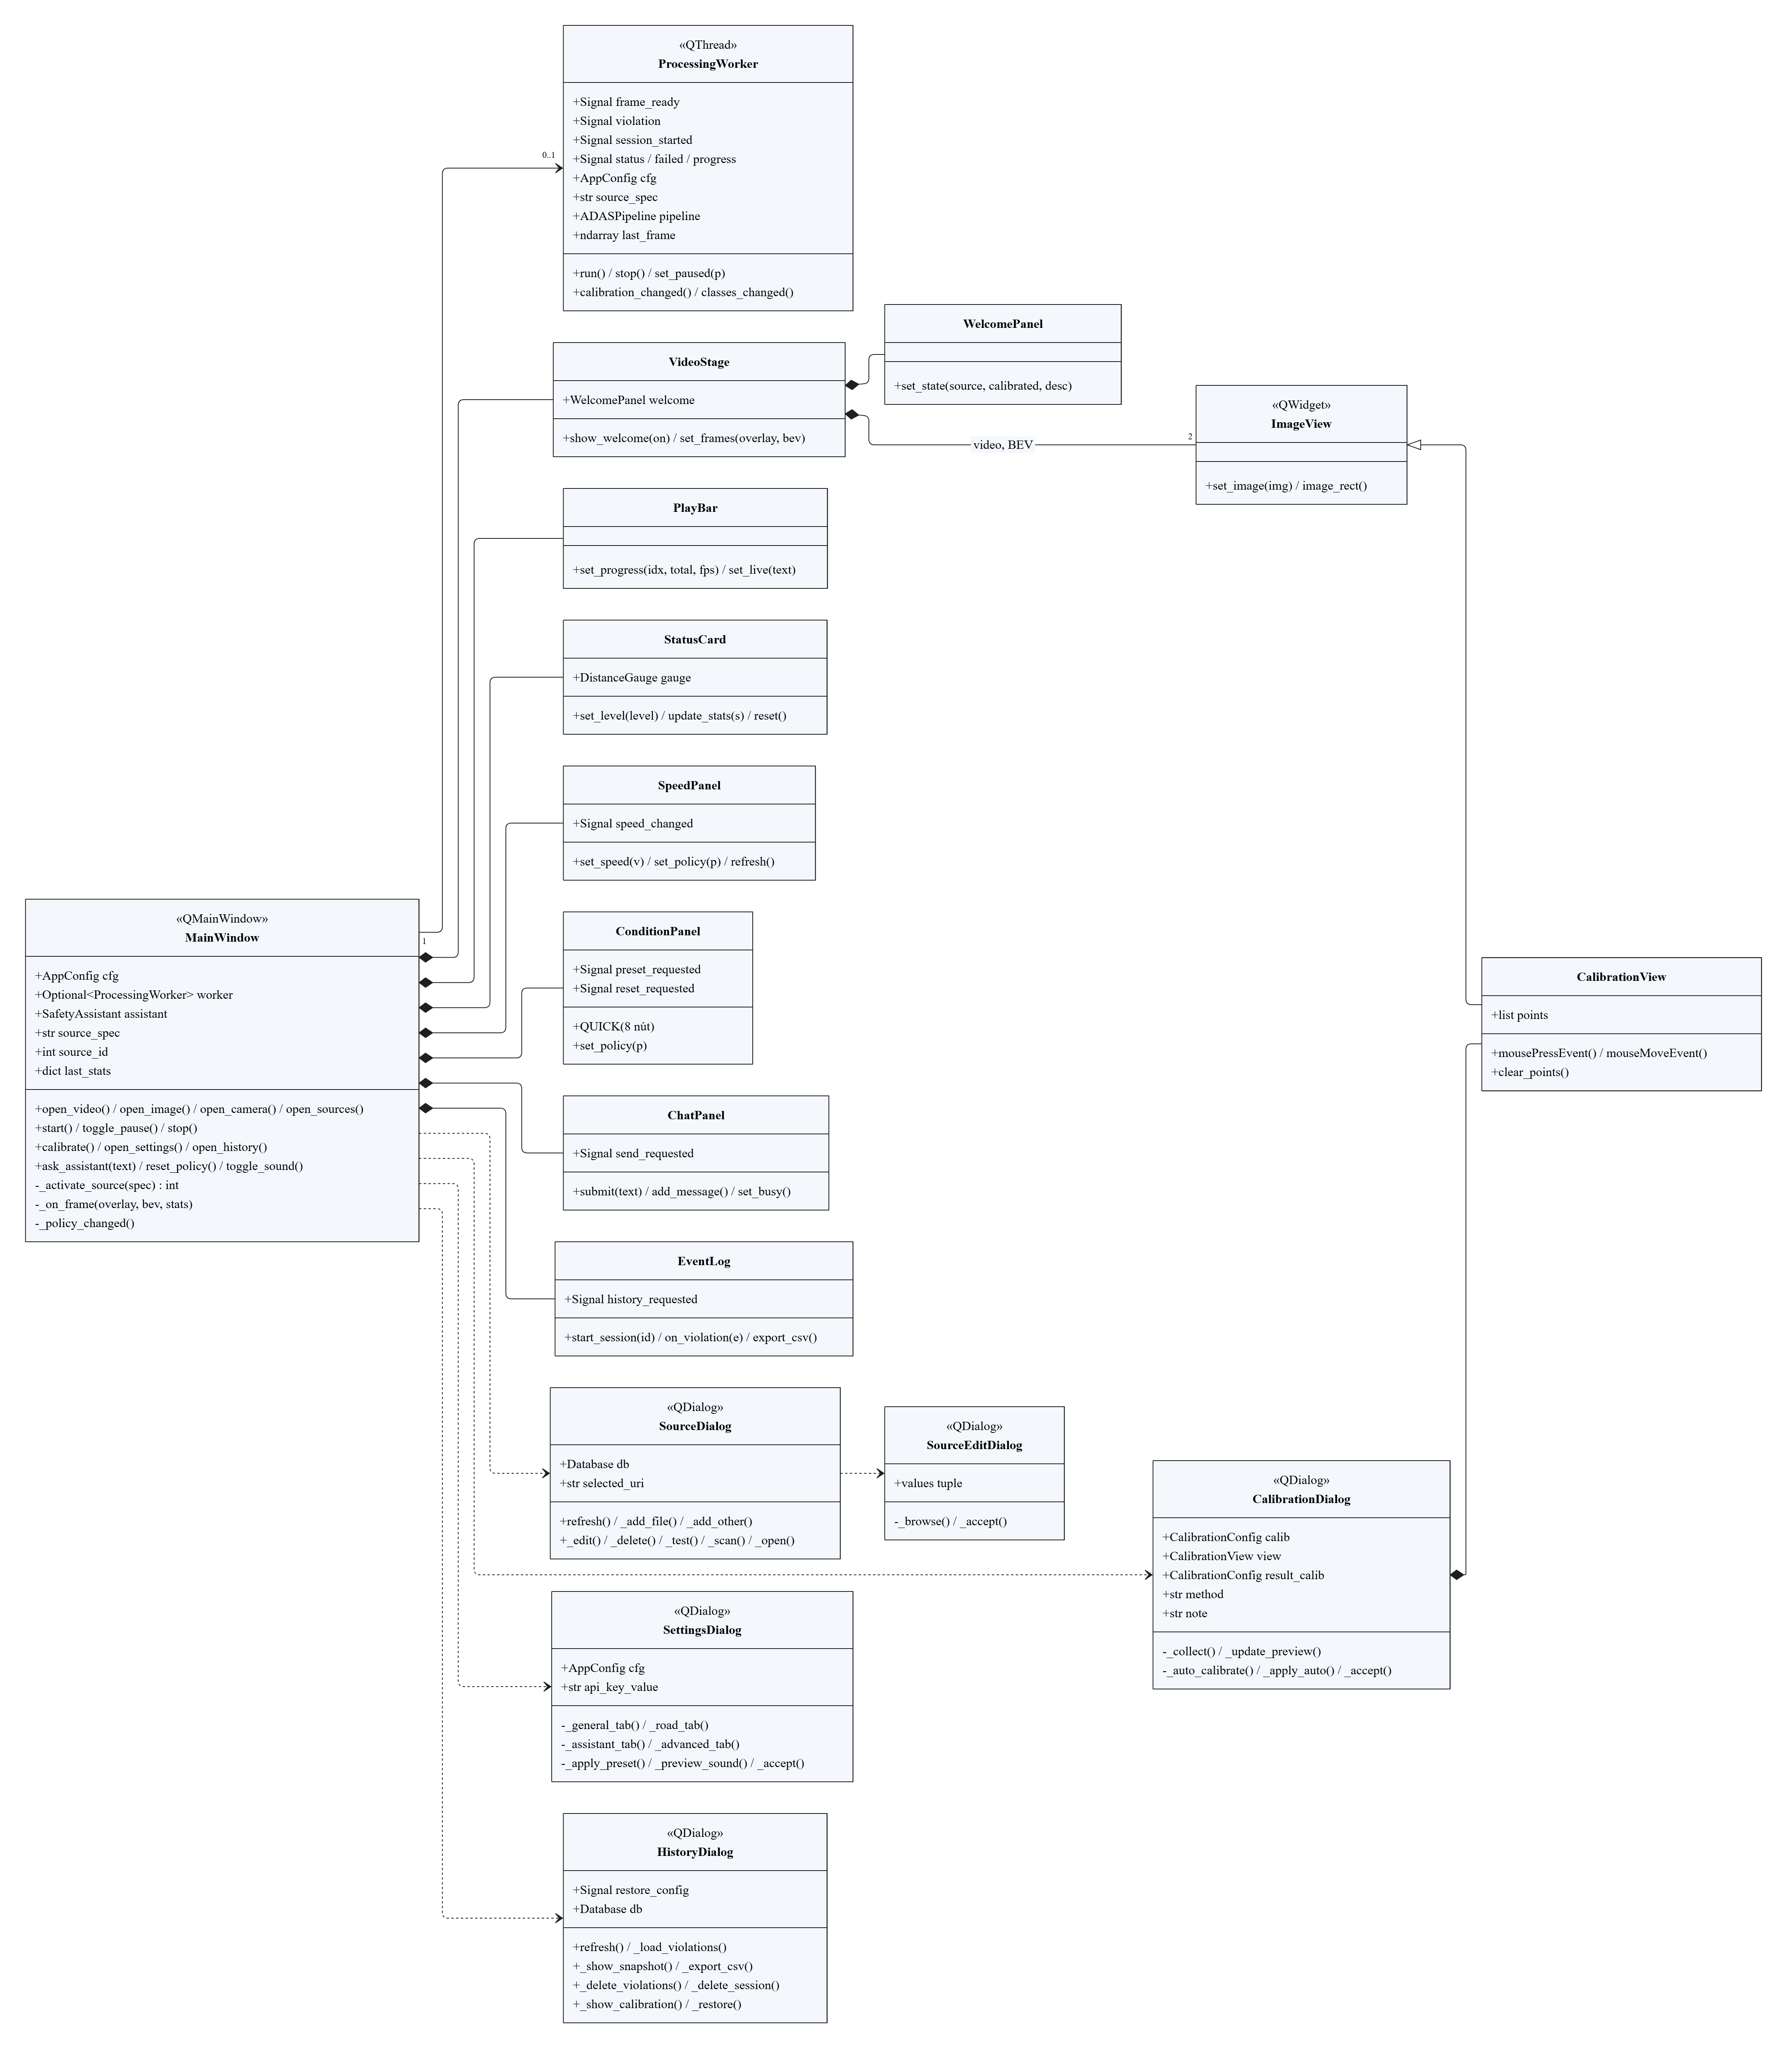 «QThread»
ProcessingWorker
+Signal frame_ready
+Signal violation
+Signal session_started
+Signal status / failed / progress
+AppConfig cfg
+str source_spec
+ADASPipeline pipeline
+ndarray last_frame
+run() / stop() / set_paused(p)
+calibration_changed() / classes_changed()
0..1
WelcomePanel
+set_state(source, calibrated, desc)
VideoStage
+WelcomePanel welcome
+show_welcome(on) / set_frames(overlay, bev)
video, BEV
2
«QWidget»
ImageView
+set_image(img) / image_rect()
PlayBar
+set_progress(idx, total, fps) / set_live(text)
StatusCard
+DistanceGauge gauge
+set_level(level) / update_stats(s) / reset()
SpeedPanel
+Signal speed_changed
+set_speed(v) / set_policy(p) / refresh()
«QMainWindow»
MainWindow
1
+AppConfig cfg
+Optional<ProcessingWorker> worker
+SafetyAssistant assistant
+str source_spec
+int source_id
+dict last_stats
+open_video() / open_image() / open_camera() / open_sources()
+start() / toggle_pause() / stop()
+calibrate() / open_settings() / open_history()
+ask_assistant(text) / reset_policy() / toggle_sound()
-_activate_source(spec) : int
-_on_frame(overlay, bev, stats)
-_policy_changed()
ConditionPanel
+Signal preset_requested
+Signal reset_requested
+QUICK(8 nút)
+set_policy(p)
CalibrationView
+list points
+mousePressEvent() / mouseMoveEvent()
+clear_points()
ChatPanel
+Signal send_requested
+submit(text) / add_message() / set_busy()
EventLog
+Signal history_requested
+start_session(id) / on_violation(e) / export_csv()
«QDialog»
SourceDialog
+Database db
+str selected_uri
+refresh() / _add_file() / _add_other()
+_edit() / _delete() / _test() / _scan() / _open()
«QDialog»
SourceEditDialog
+values tuple
-_browse() / _accept()
«QDialog»
CalibrationDialog
+CalibrationConfig calib
+CalibrationView view
+CalibrationConfig result_calib
+str method
+str note
-_collect() / _update_preview()
-_auto_calibrate() / _apply_auto() / _accept()
«QDialog»
SettingsDialog
+AppConfig cfg
+str api_key_value
-_general_tab() / _road_tab()
-_assistant_tab() / _advanced_tab()
-_apply_preset() / _preview_sound() / _accept()
«QDialog»
HistoryDialog
+Signal restore_config
+Database db
+refresh() / _load_violations()
+_show_snapshot() / _export_csv()
+_delete_violations() / _delete_session()
+_show_calibration() / _restore()